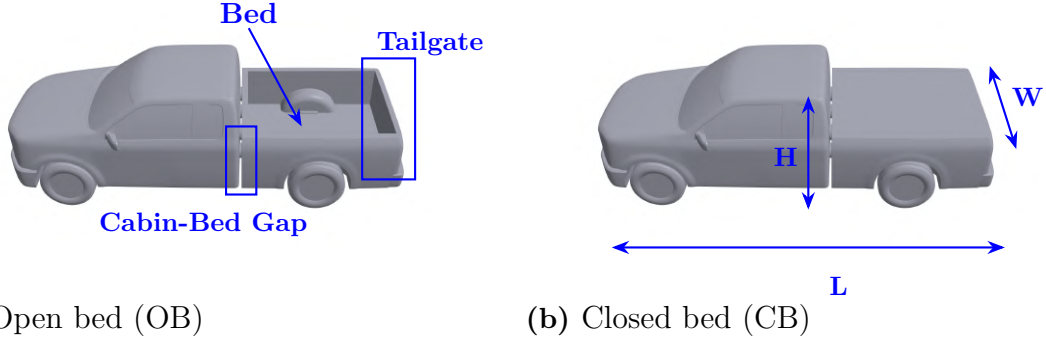 Bed
Tailgate
Cabin-Bed Gap
W
H
L
Open bed (OB)
(b) Closed bed (CB)